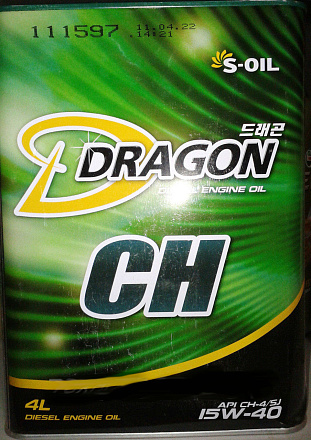 111597 11.04.22
.14:21
S-OIL
드래곤
DRAGON
DIESEL ENGINE OIL
CH
4L
DIESEL ENGINE OIL
API CH-4/SJ
15W-40